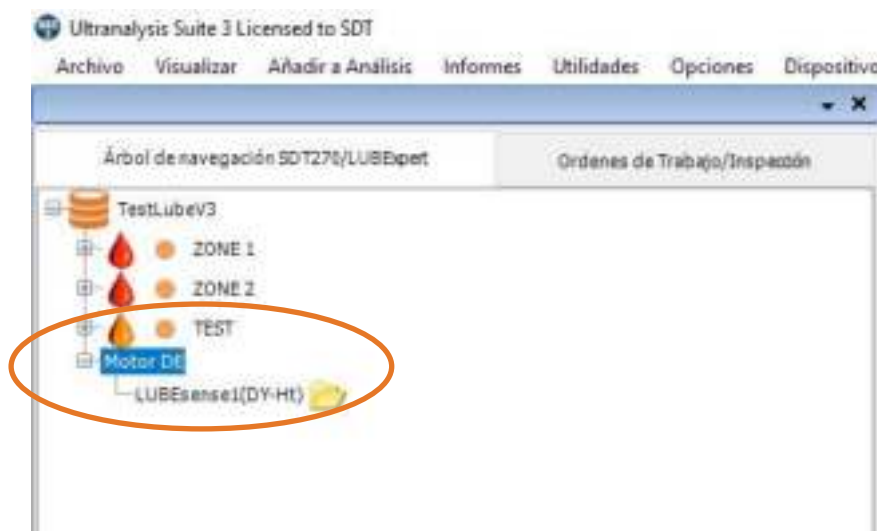 Ultranalysis Suite 3 Licensed to SDT
Archivo Visualizar Añadir a Análisis Informes Utilidades Opciones Dispositivo
Árbol de navegación SDT270/LUBExpert Ordenes de Trabajo/Inspección
TestLubeV3
ZONE 1
ZONE 2
TEST
Motor DE
LUBEsense1(DY-Ht)